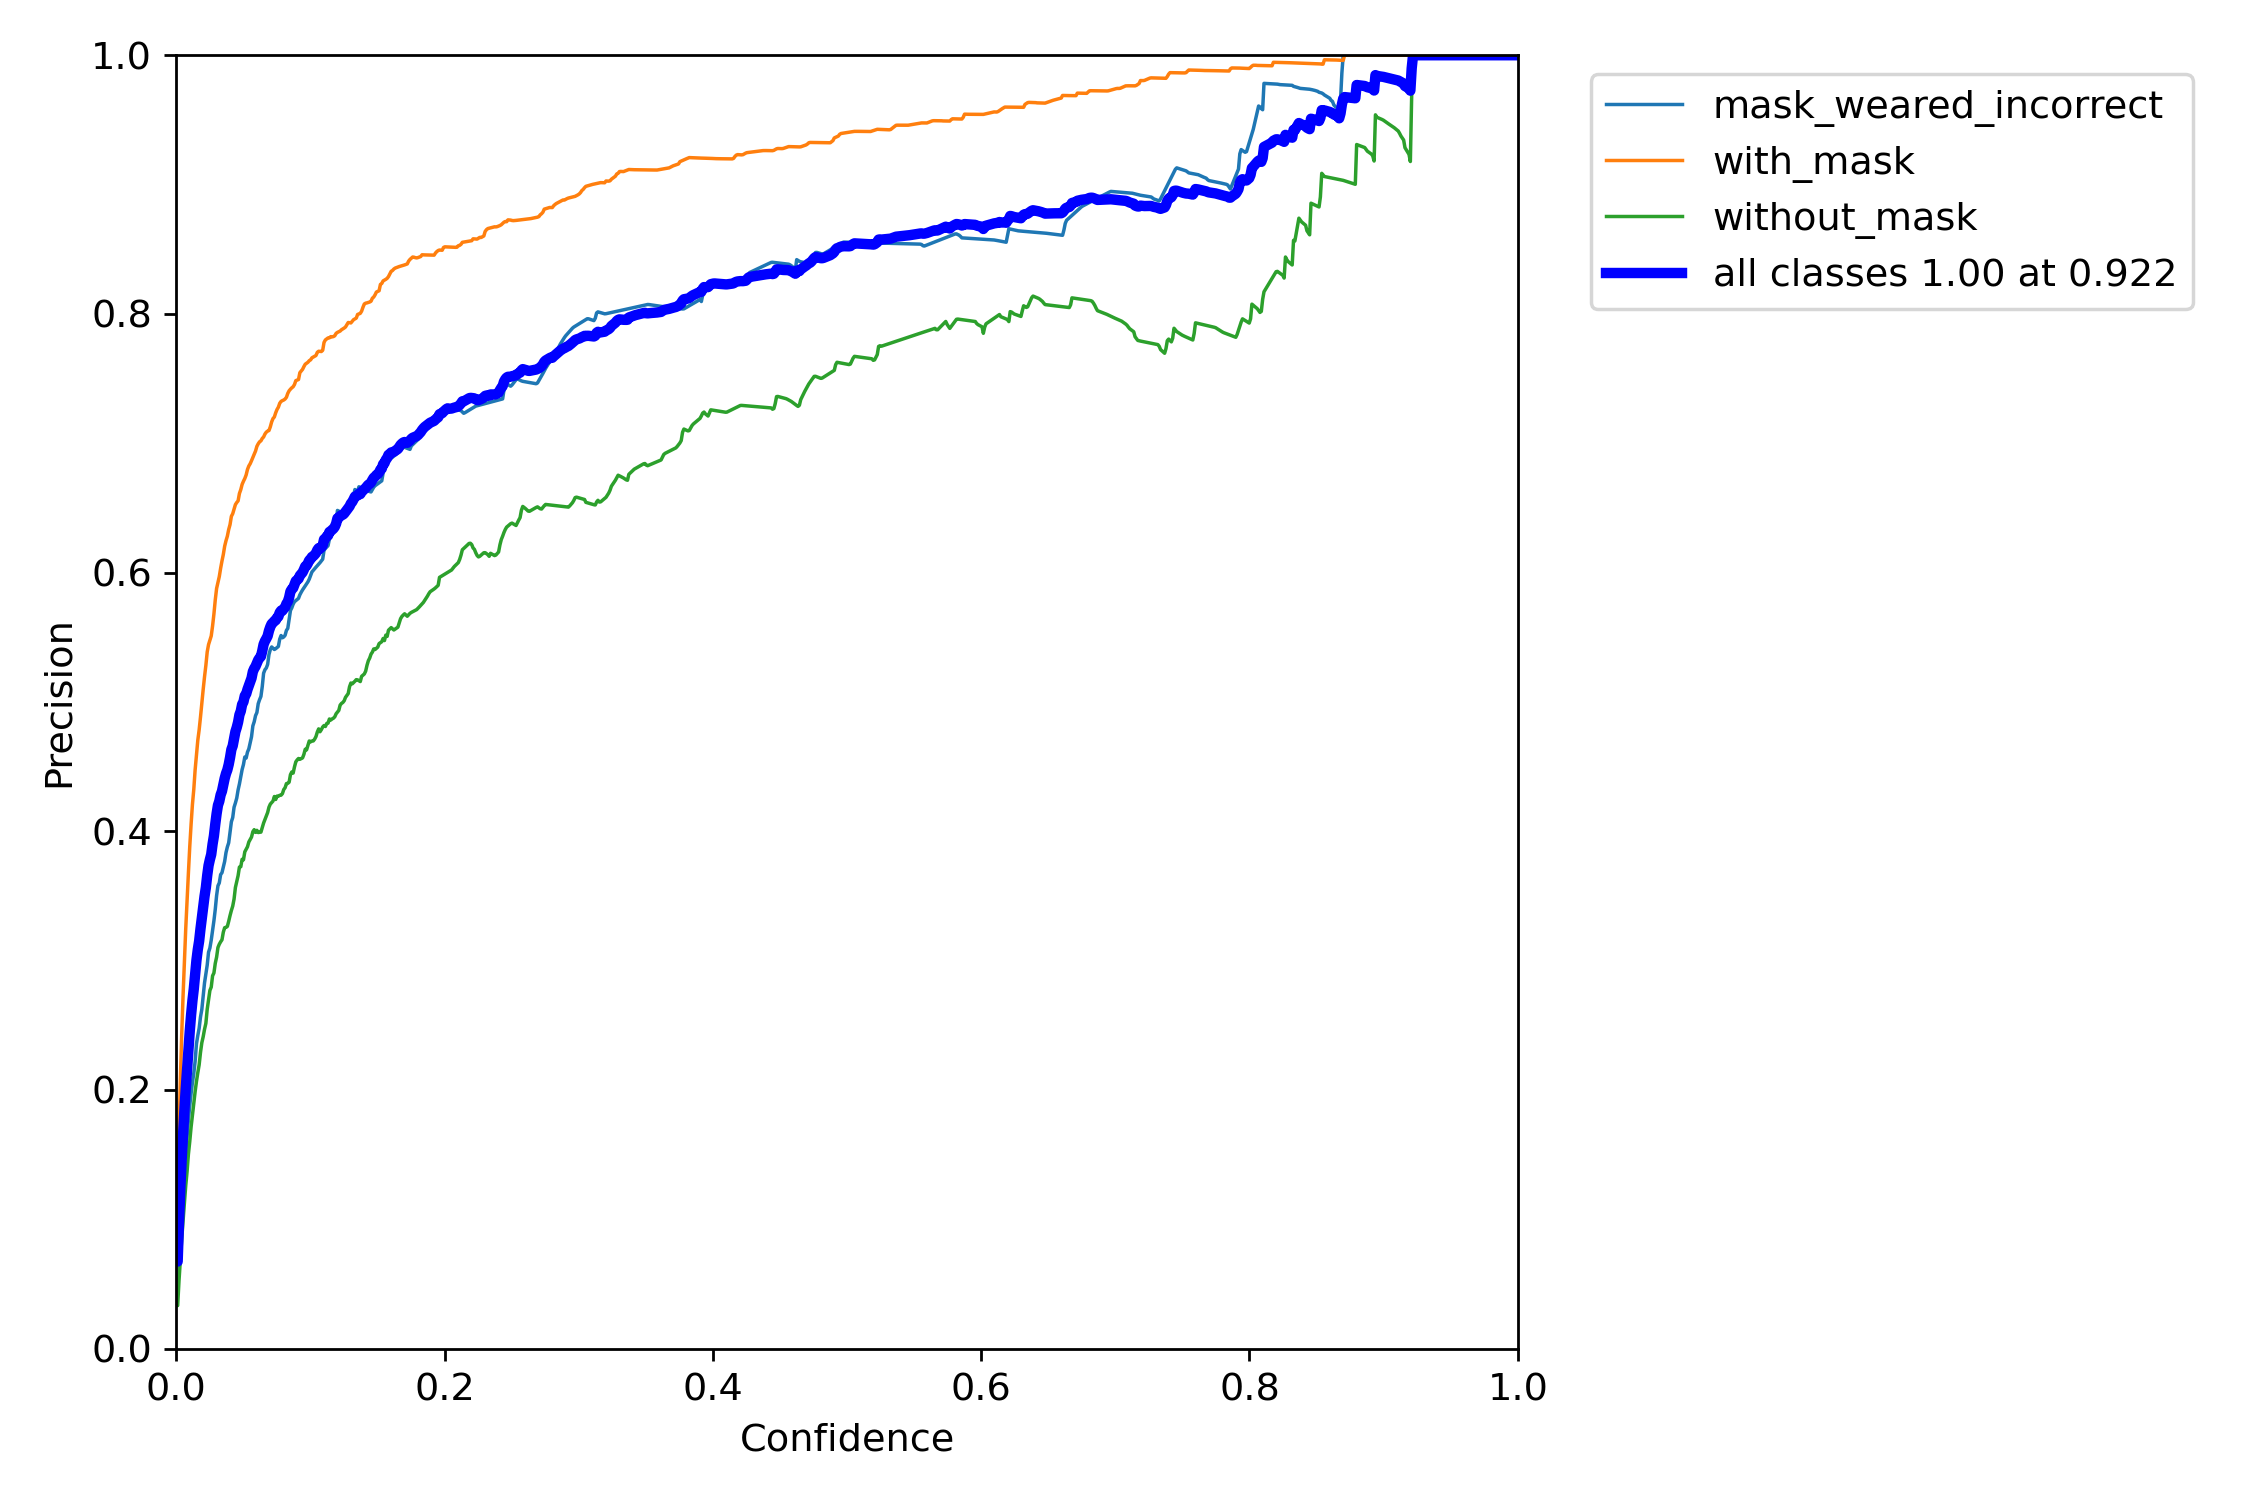 1.0
0.8
0.6
0.4
0.2
0.0
Precision
0.0 0.2 0.4 0.6 0.8 1.0
Confidence
mask_weared_incorrect
with_mask
without_mask
all classes 1.00 at 0.922